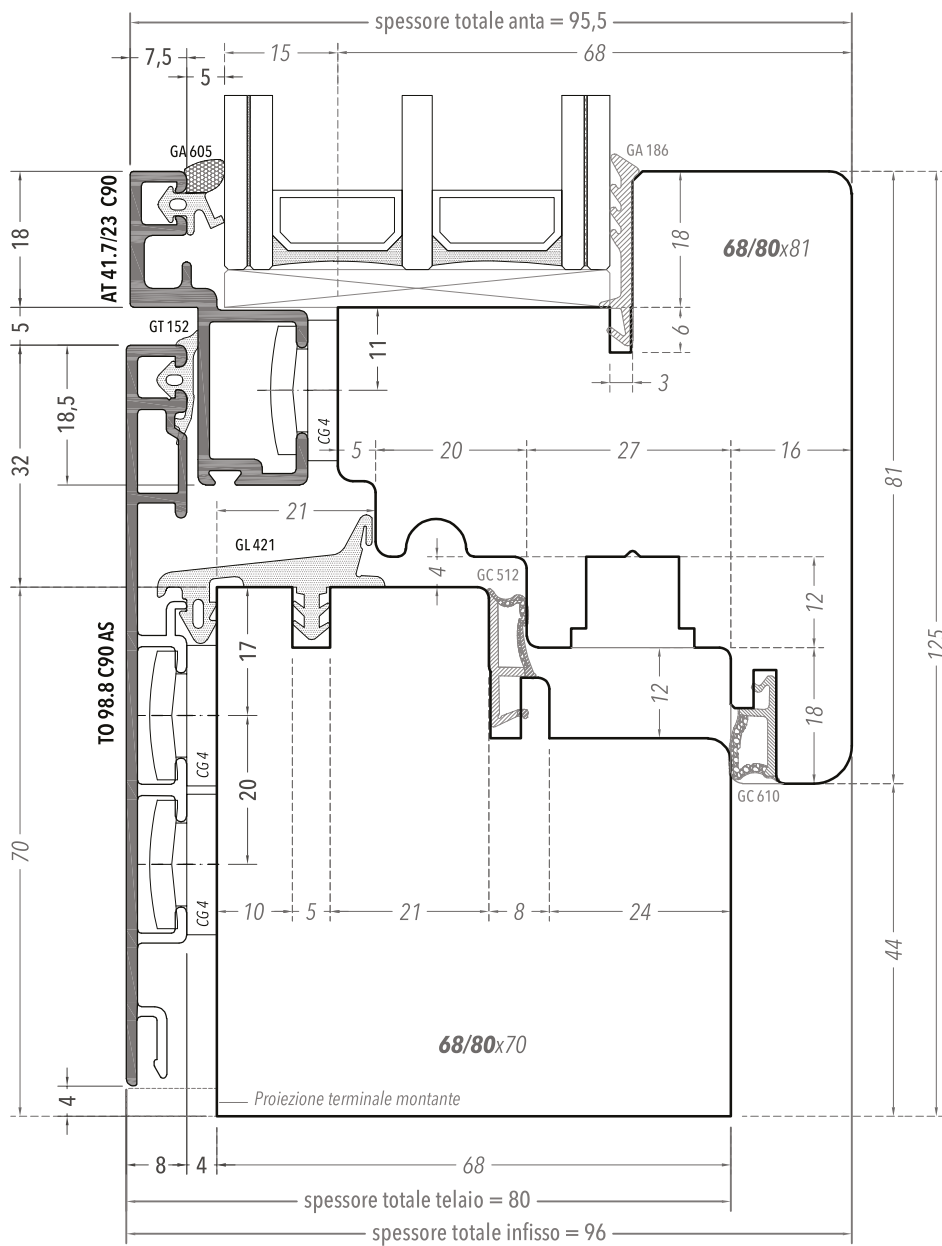 spessore totale anta = 95,5
7,5
15
68
5
GA 605
GA 186
AT 41.7/23 C90
18
18
68/80x81
5
GT 152
6
11
3
18,5
CG 4
32
5
20
27
16
81
21
GL 421
4
GC 512
12
125
17
TO 98.8 C90 AS
12
18
CG 4
20
GC 610
70
CG 4
10
5
21
8
24
44
68/80x70
4
Proiezione terminale montante
8
4
68
spessore totale telaio = 80
spessore totale infisso = 96